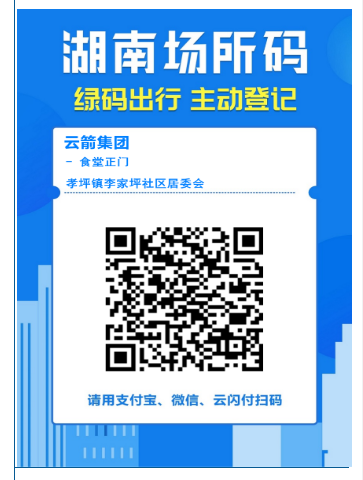 湖南场所码
绿码出行 主动登记
云箭集团
- 食堂正门
孝坪镇李家坪社区居委会
请用支付宝、微信、云闪付扫码